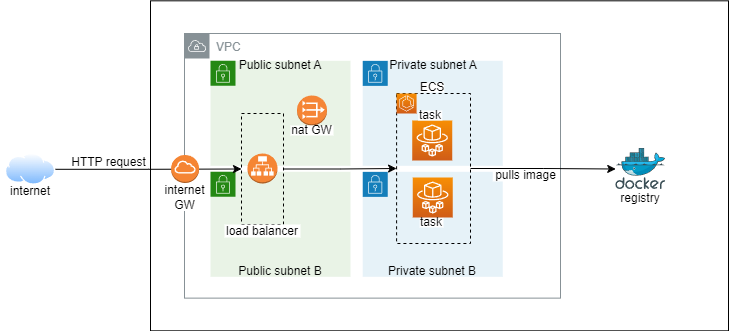 VPC
Public subnet A
Private subnet A
ECS
task
nat GW
HTTP request
internet
internet
GW
pulls image
docker
registry
task
load balancer
Public subnet B
Private subnet B